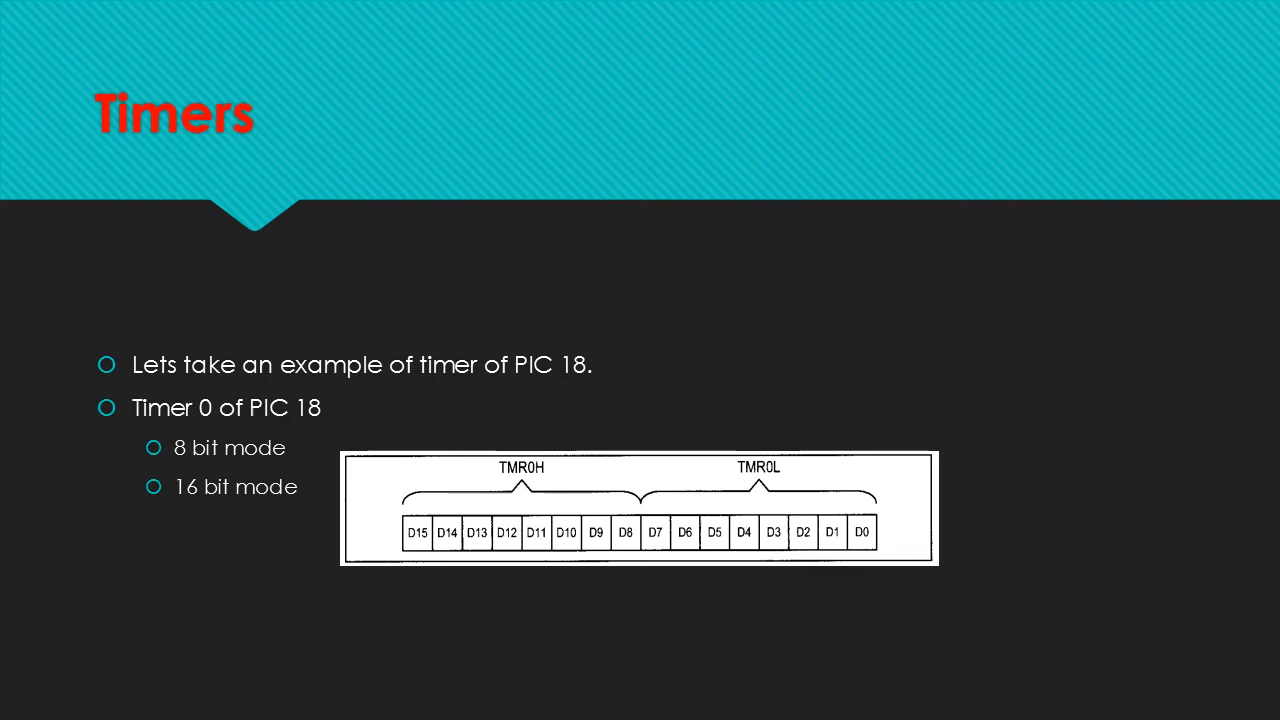 Timers
Lets take an example of timer of PIC 18.
Timer 0 of PIC 18
8 bit mode
16 bit mode
TMR0H TMR0L
D15 D14 D13 D12 D11 D10 D9 D8 D7 D6 D5 D4 D3 D2 D1 D0